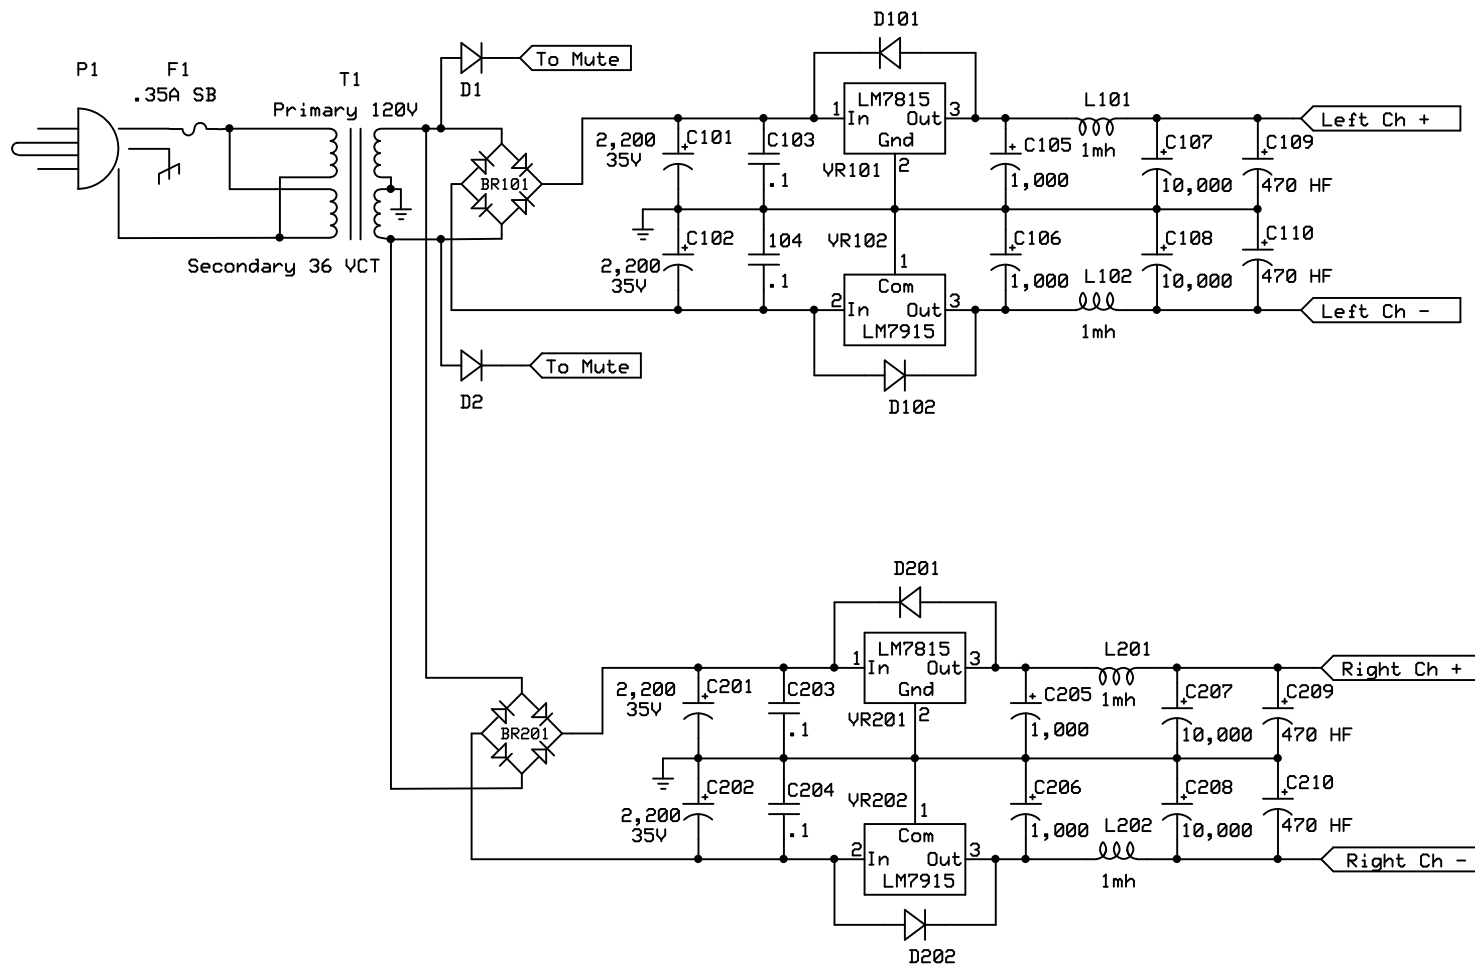 D101
P1
F1
.35A SB
T1
Primary 120V
D1
To Mute
BR101
Secondary 36 VCT
D2
To Mute
2,200
35V
C101
C103
.1
1
LM7815
In Out
Gnd
3
VR101
2
C105
1,000
L101
1mh
C107
10,000
C109
470 HF
Left Ch +
2,200
35V
C102
104
.1
VR102
1
2
Com
In Out
LM7915
3
D102
C106
1,000
L102
1mh
C108
10,000
C110
470 HF
Left Ch -
D201
BR201
2,200
35V
C201
C203
.1
1
LM7815
In Out
Gnd
3
VR201
2
C205
1,000
L201
1mh
C207
10,000
C209
470 HF
Right Ch +
2,200
35V
C202
C204
.1
VR202
1
2
Com
In Out
LM7915
3
D202
C206
1,000
L202
1mh
C208
10,000
C210
470 HF
Right Ch -